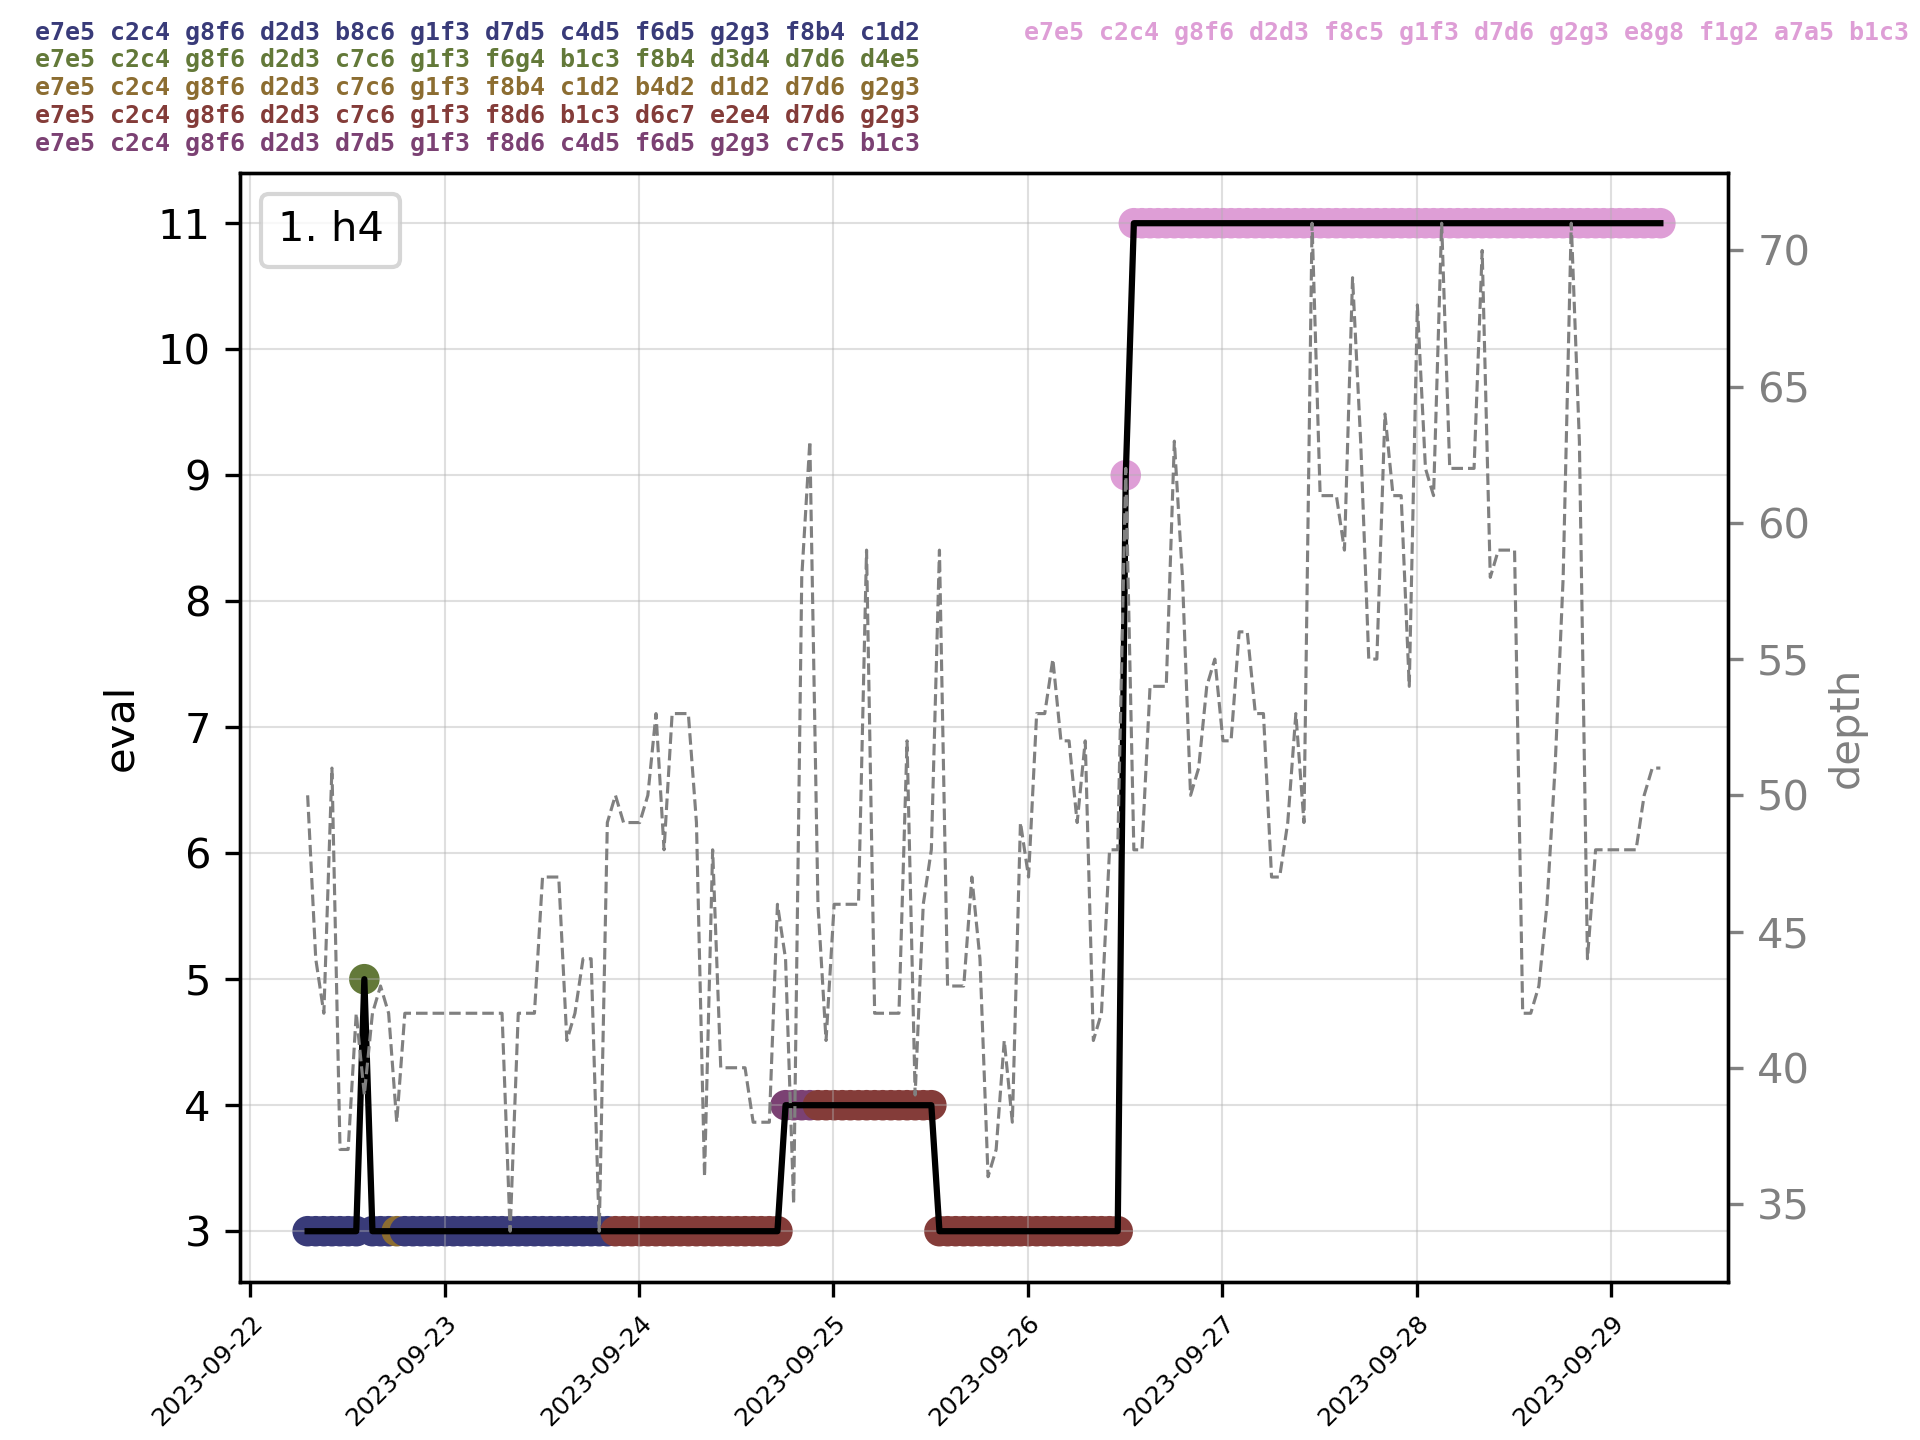 e7e5 c2c4 g8f6 d2d3 b8c6 g1f3 d7d5 c4d5 f6d5 g2g3 f8b4 c1d2
e7e5 c2c4 g8f6 d2d3 c7c6 g1f3 f6g4 b1c3 f8b4 d3d4 d7d6 d4e5
e7e5 c2c4 g8f6 d2d3 c7c6 g1f3 f8b4 c1d2 b4d2 d1d2 d7d6 g2g3
e7e5 c2c4 g8f6 d2d3 c7c6 g1f3 f8d6 b1c3 d6c7 e2e4 d7d6 g2g3
e7e5 c2c4 g8f6 d2d3 d7d5 g1f3 f8d6 c4d5 f6d5 g2g3 c7c5 b1c3
e7e5 c2c4 g8f6 d2d3 f8c5 g1f3 d7d6 g2g3 e8g8 f1g2 a7a5 b1c3
1. h4
11
10
9
8
7
6
5
4
3
eval
70
65
60
55
50
45
40
35
depth
2023-09-22
2023-09-23
2023-09-24
2023-09-25
2023-09-26
2023-09-27
2023-09-28
2023-09-29